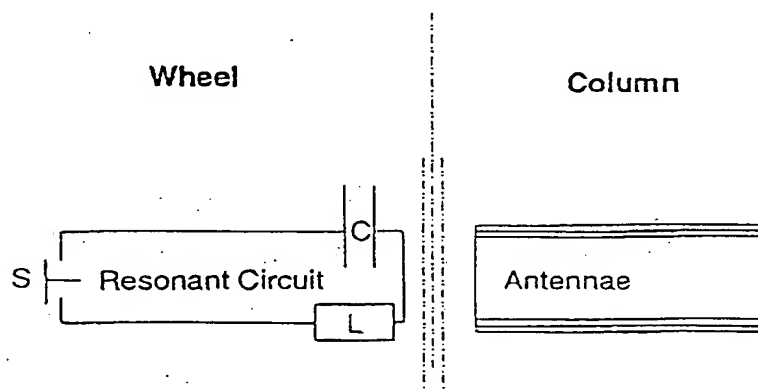 Wheel
Column
C
S
Resonant Circuit
Antennae
L